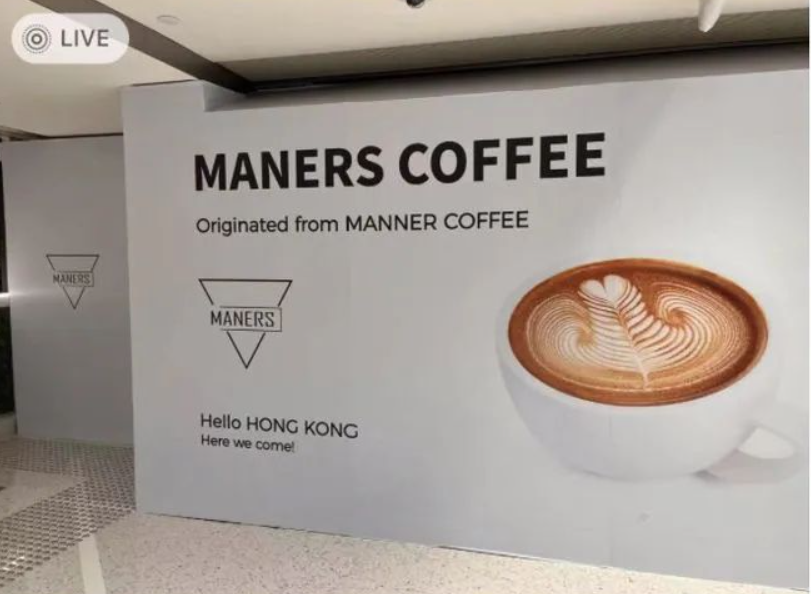 LIVE
MANERS COFFEE
Originated from MANNER COFFEE
MANERS
MANERS
Hello HONG KONG
Here we come!